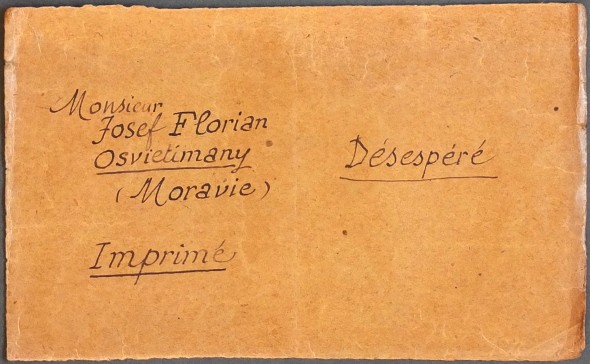 Monsieur
Josef Florian
Osvietimany
(Moravie)
Imprimé
Désespéré